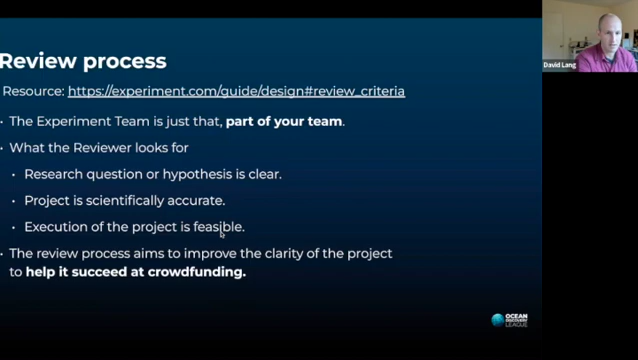 Review process
Resource: https://experiment.com/guide/design#review_criteria
• The Experiment Team is just that, part of your team.
• What the Reviewer looks for
• Research question or hypothesis is clear.
• Project is scientifically accurate.
• Execution of the project is feasible.
• The review process aims to improve the clarity of the project
to help it succeed at crowdfunding.
David Lang
OCEAN
DISCOVERY
LEAGUE